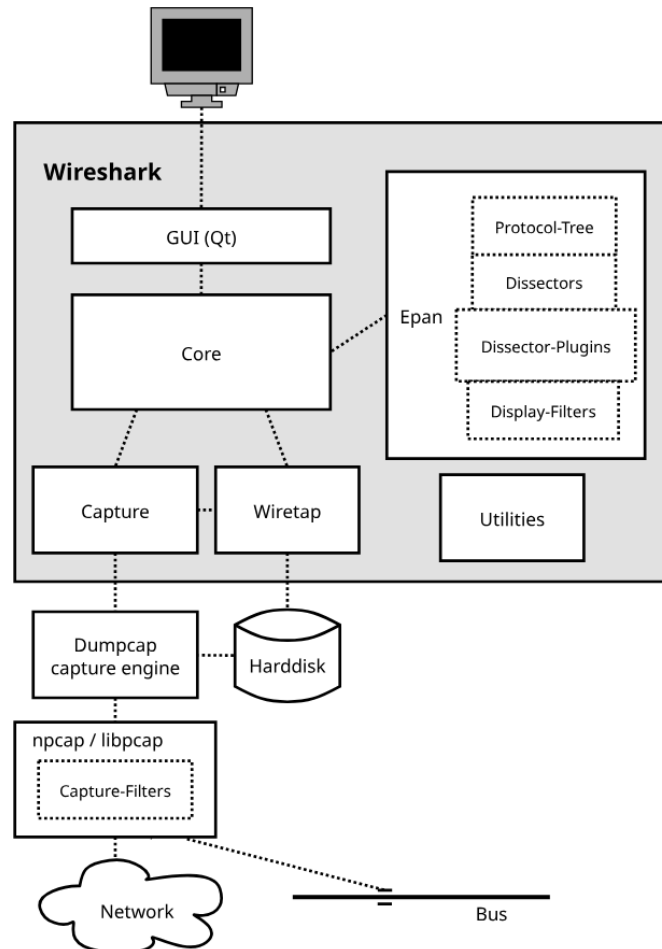 Wireshark
GUI (Qt)
Core
Epan
Protocol-Tree
Dissectors
Dissector-Plugins
Display-Filters
Capture
Wiretap
Utilities
Dumpcap
capture engine
Harddisk
npcap / libpcap
Capture-Filters
Network
Bus